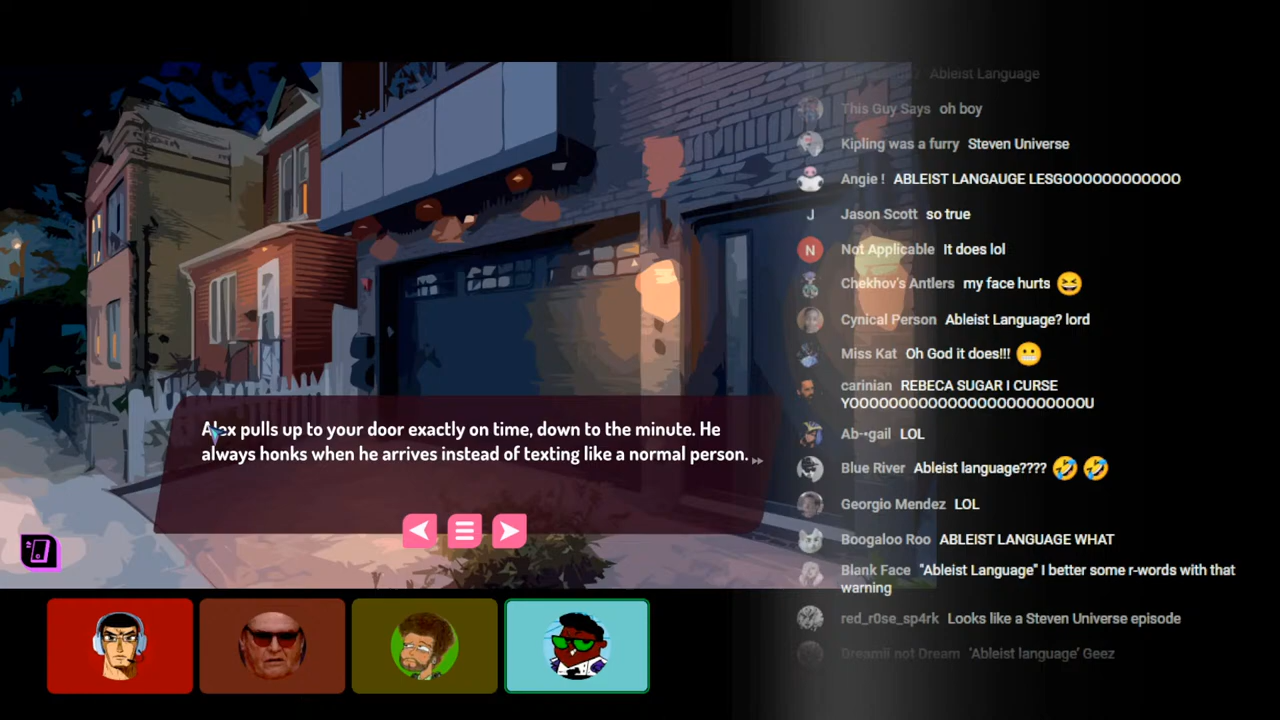 Ableist Language
This Guy Says oh boy
Kipling was a furry Steven Universe
Angie ! ABLEIST LANGAUGE LESGOOOOOOOOOOOO
J Jason Scott so true
N Not Applicable It does lol
Chekhov's Antlers my face hurts 😆
Cynical Person Ableist Language? lord
Miss Kat Oh God it does!!! 😬
carinian REBECA SUGAR I CURSE
YOOOOOOOOOOOOOOOOOOOOOOOOU
Ab-•gail LOL
Blue River Ableist language???? 🤣 🤣
Georgio Mendez LOL
Boogaloo Roo ABLEIST LANGUAGE WHAT
Blank Face "Ableist Language" I better some r-words with that
warning
red_r0se_sp4rk Looks like a Steven Universe episode
Dreamii not Dream 'Ableist language' Geez
Alex pulls up to your door exactly on time, down to the minute. He
always honks when he arrives instead of texting like a normal person.